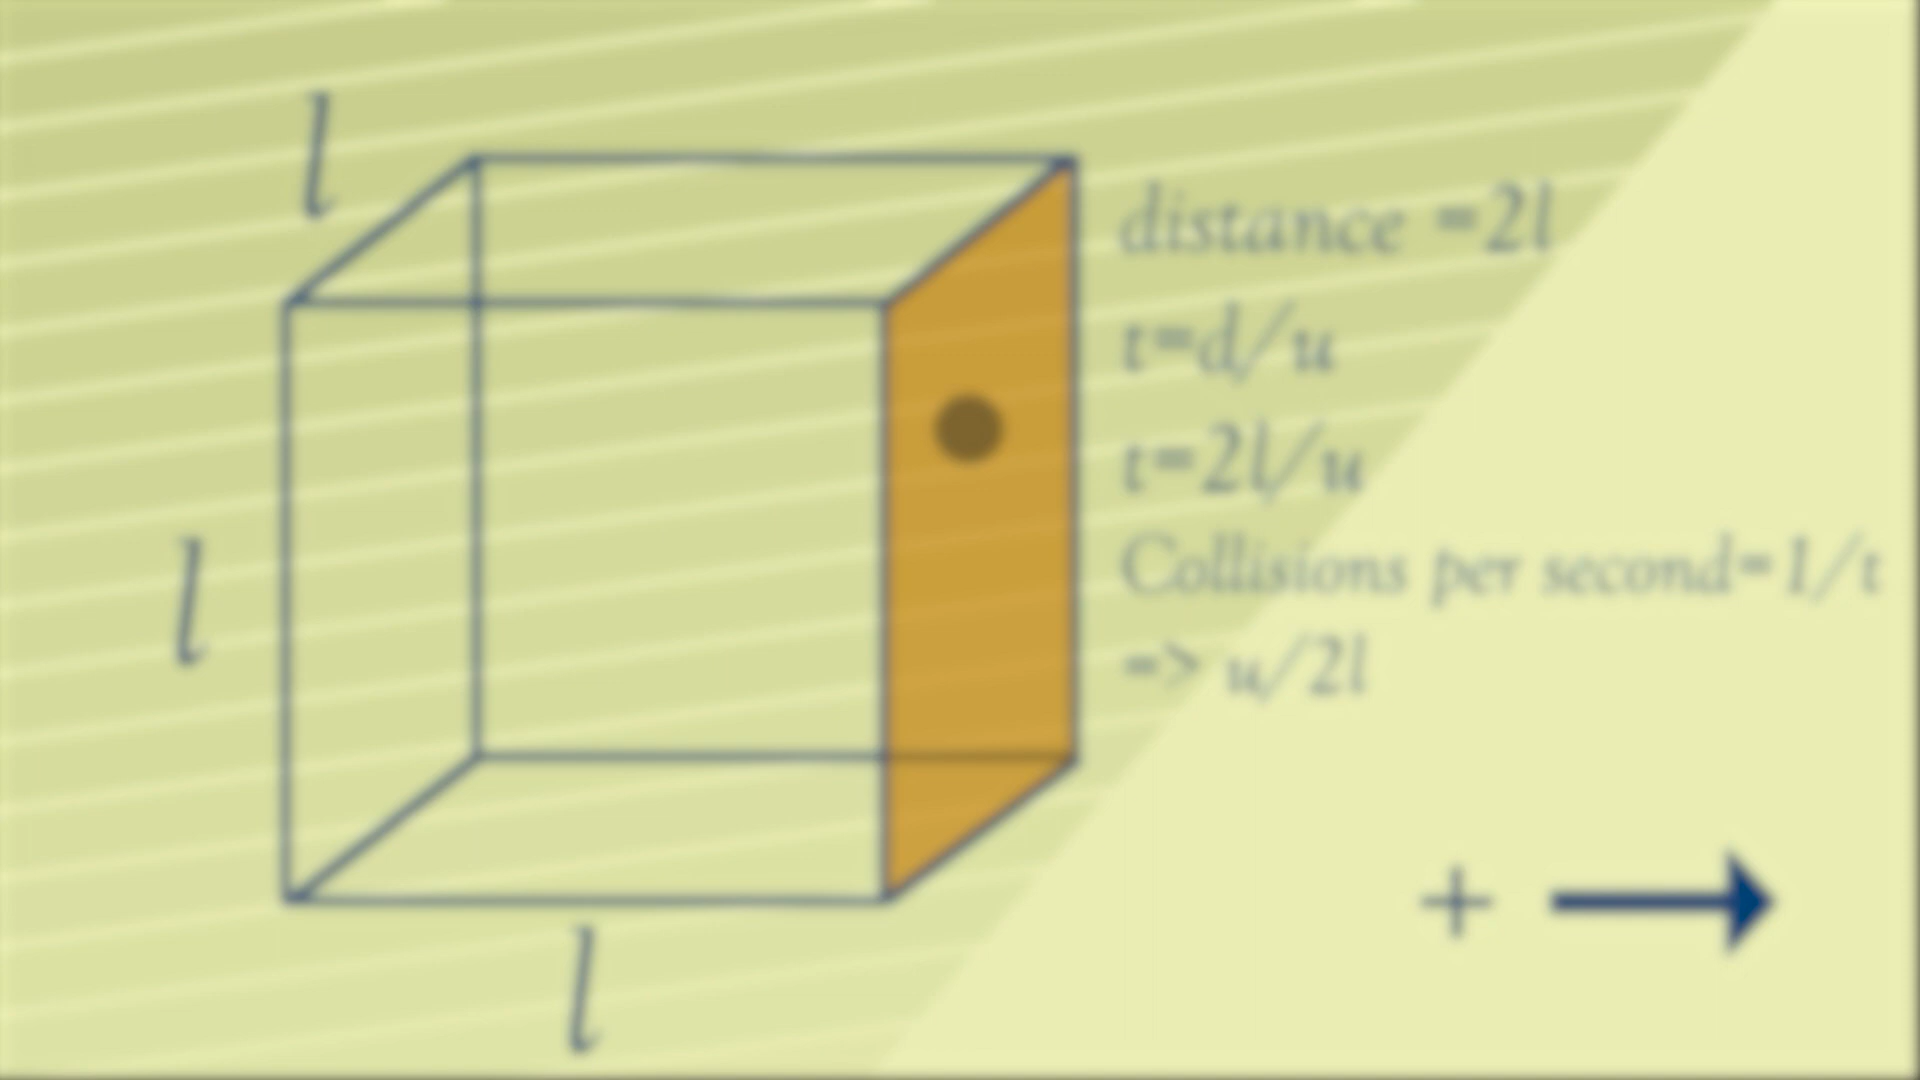 l
distance =2l
t=d/u
t=2l/u
l
Collisions per second=1/t
=> u/2l
+
l